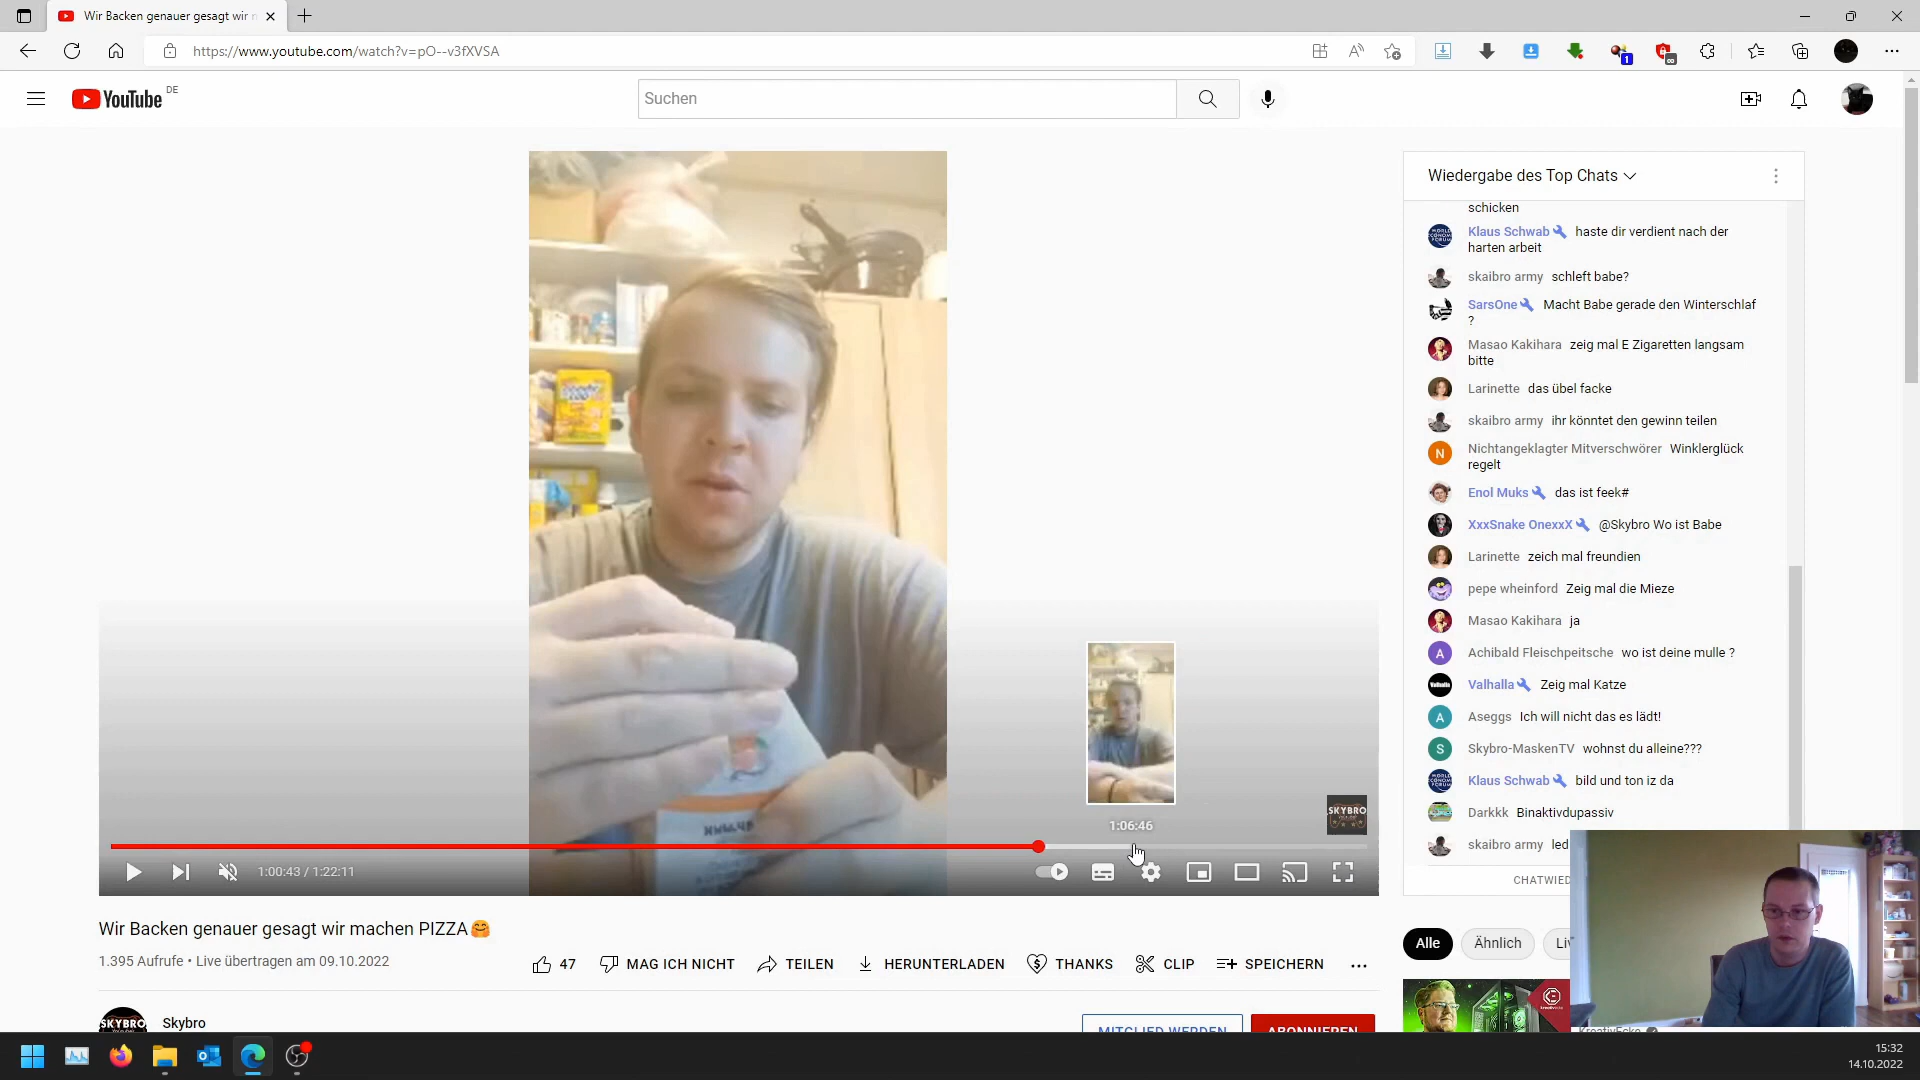 Wir Backen genauer gesagt wir m
https://www.youtube.com/watch?v=pO--v3fXVSA
1
YouTube DE
Suchen
Wiedergabe des Top Chats
schicken
Klaus Schwab haste dir verdient nach der
harten arbeit
skaibro army schleft babe?
SarsOne Macht Babe gerade den Winterschlaf
?
Masao Kakihara zeig mal E Zigaretten langsam
bitte
Larinette das übel facke
skaibro army ihr könntet den gewinn teilen
N Nichtangeklagter Mitverschwörer Winklerglück
regelt
Enol Muks das ist feek#
XxxSnake OnexxX @Skybro Wo ist Babe
Larinette zeich mal freundien
pepe wheinford Zeig mal die Mieze
Masao Kakihara ja
A Achibald Fleischpeitsche wo ist deine mulle ?
Valhalla Zeig mal Katze
A Aseggs Ich will nicht das es lädt!
S Skybro-MaskenTV wohnst du alleine???
Klaus Schwab bild und ton iz da
Darkkk Binaktivdupassiv
skaibro army led
CHATWIED
SKYBRO
1:06:46
1:00:43 / 1:22:11
Wir Backen genauer gesagt wir machen PIZZA🤗
1.395 Aufrufe • Live übertragen am 09.10.2022
47 MAG ICH NICHT TEILEN HERUNTERLADEN THANKS CLIP SPEICHERN
Alle Ähnlich Li
SKYBRO
Skybro
MITGLIED WERDEN ABONNIEREN
KreativEcke
15:32
14.10.2022